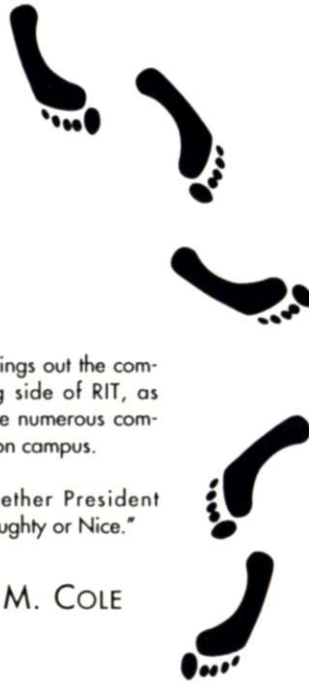 ings out the com-
g side of RIT, as
e numerous com-
on campus.
ether President
ughty or Nice."
M. COLE